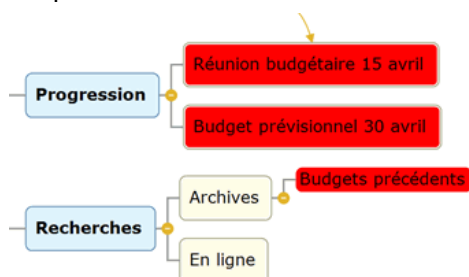 Réunion budgétaire 15 avril
Progression
Budget prévisionnel 30 avril
Budgets précédents
Archives
Recherches
En ligne